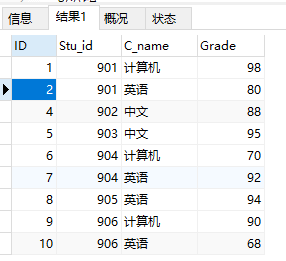 信息 结果1 概况 状态
ID Stu_id C_name Grade
1 901 计算机 98
2 901 英语 80
4 902 中文 88
5 903 中文 95
6 904 计算机 70
7 904 英语 92
8 905 英语 94
9 906 计算机 90
10 906 英语 68